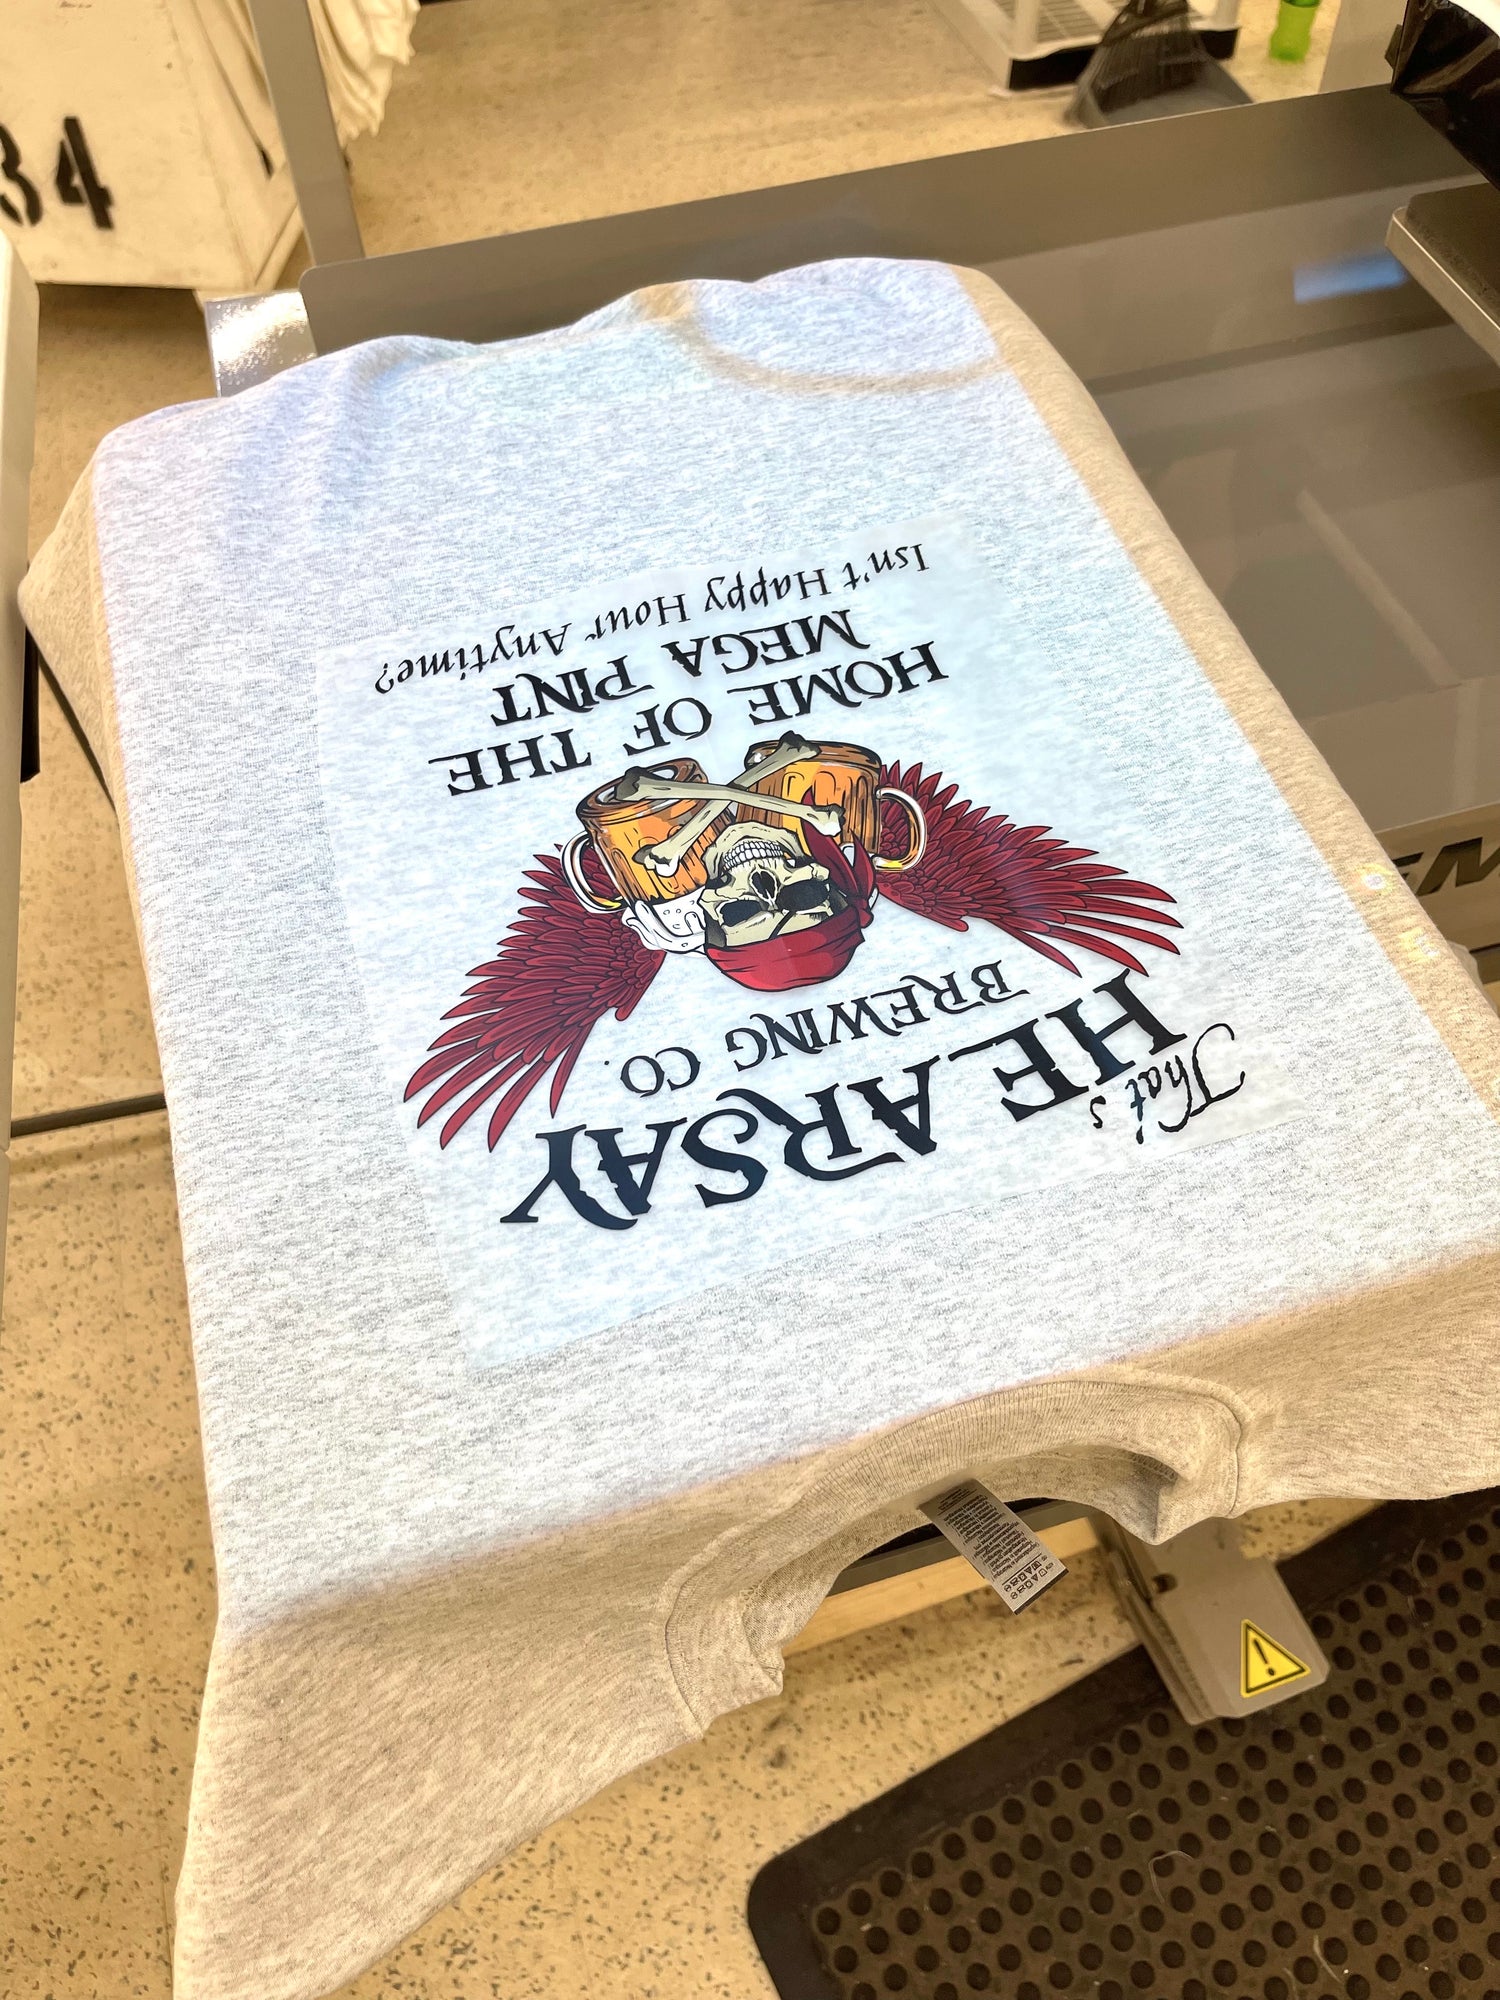 34
That's
HEARSAY
BREWING CO.
HOME OF THE
MEGA PINT
Isn't Happy Hour Anytime?